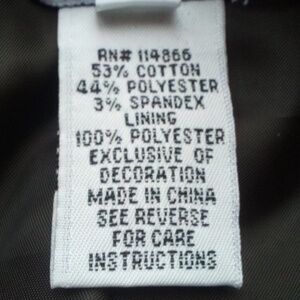 RN# 114866
53% COTTON
44% POLYESTER
3% SPANDEX
LINING
100% POLYESTER
EXCLUSIVE OF
DECORATION
MADE IN CHINA
SEE REVERSE
FOR CARE
INSTRUCTIONS